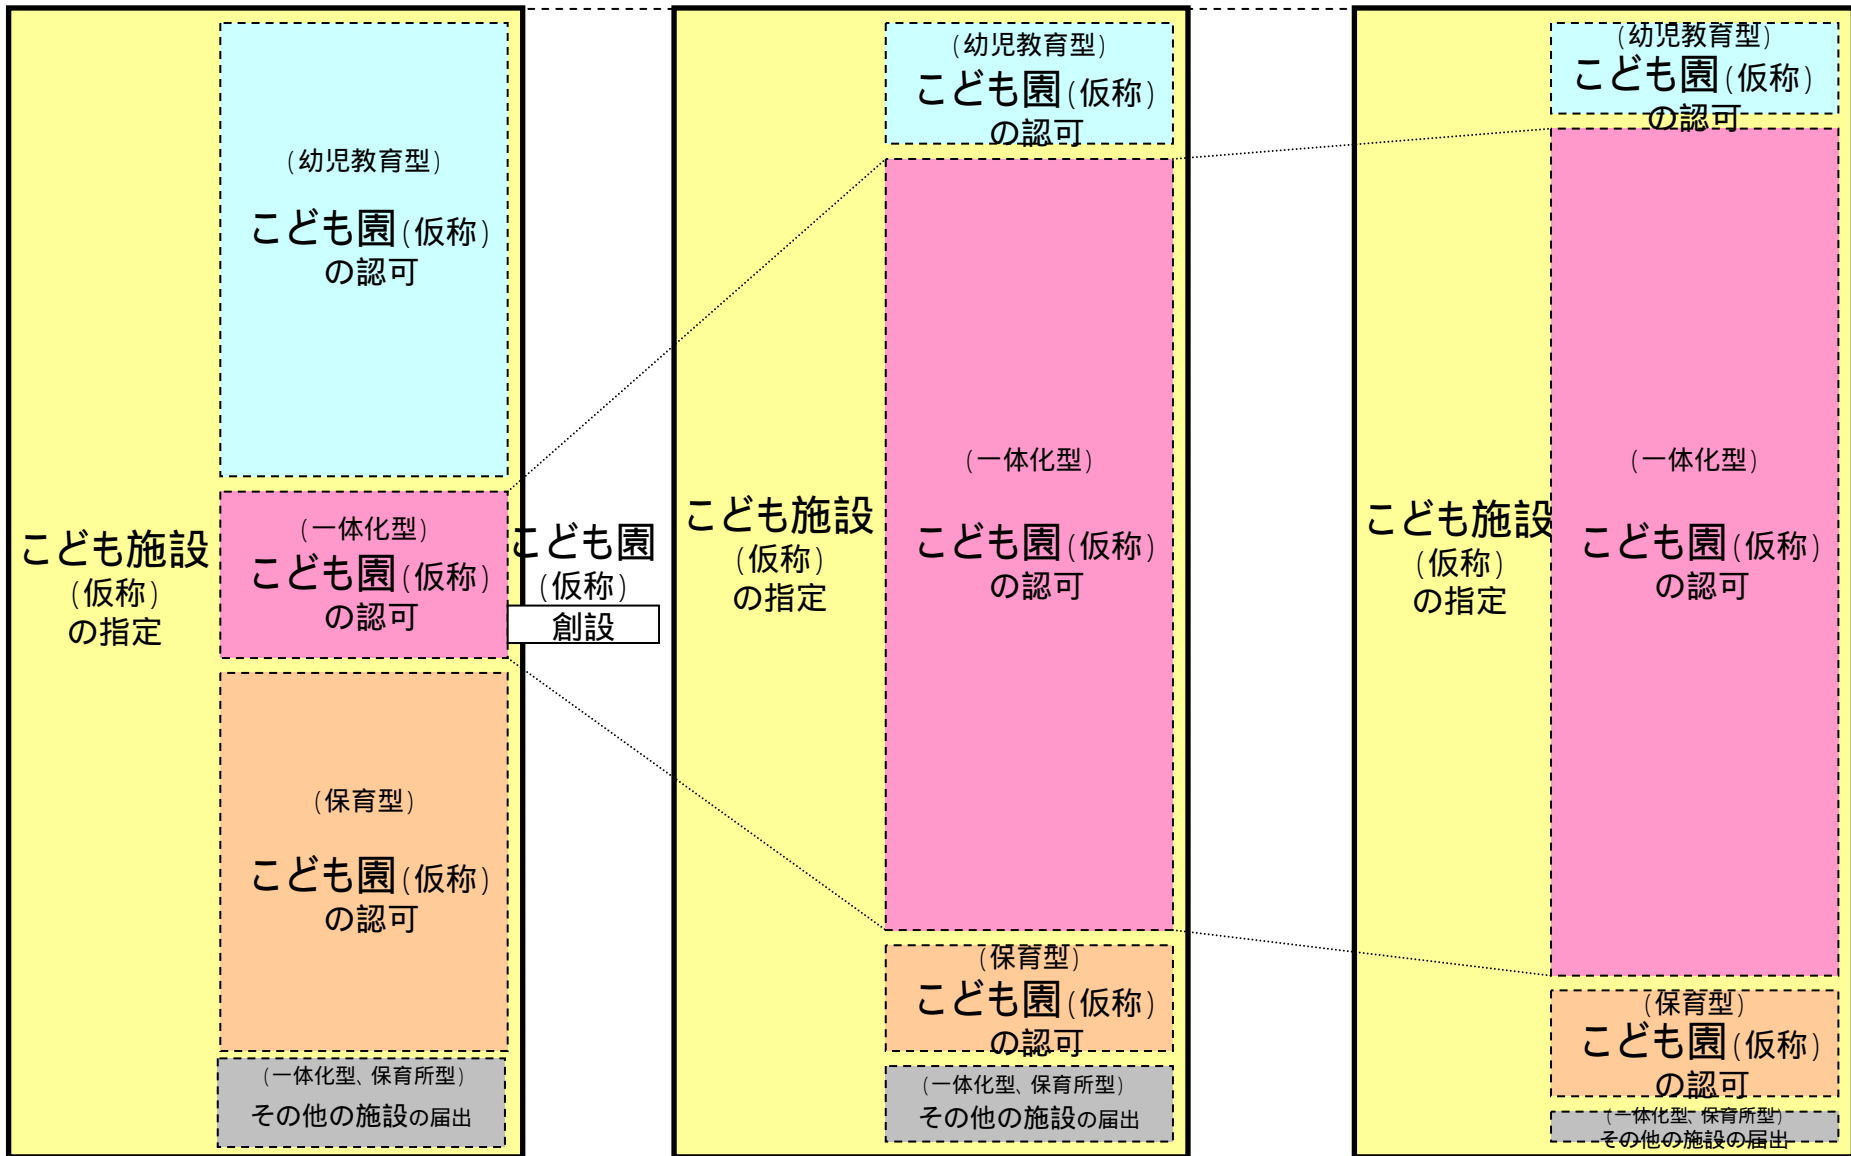 こども施設
(仮称)
の指定
(幼児教育型)
こども園(仮称)
の認可
(一体化型)
こども園(仮称)
の認可
(保育型)
こども園(仮称)
の認可
(一体化型、保育所型)
その他の施設の届出
こども園
(仮称)
創設
こども施設
(仮称)
の指定
(幼児教育型)
こども園(仮称)
の認可
(一体化型)
こども園(仮称)
の認可
(保育型)
こども園(仮称)
の認可
(一体化型、保育所型)
その他の施設の届出
こども施設
(仮称)
の指定
(幼児教育型)
こども園(仮称)
の認可
(一体化型)
こども園(仮称)
の認可
(保育型)
こども園(仮称)
の認可
(一体化型、保育所型)
その他の施設の届出